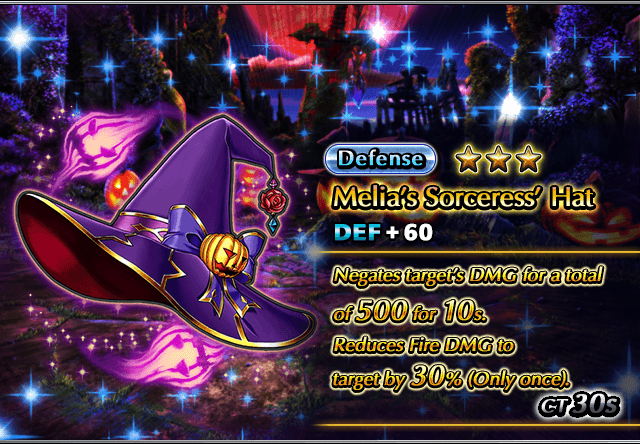 Defense
Melia's Sorceress' Hat
DEF + 60
Negates target's DMG for a total
of 500 for 10s.
Reduces Fire DMG to
target by 30% (Only once).
CT 30s